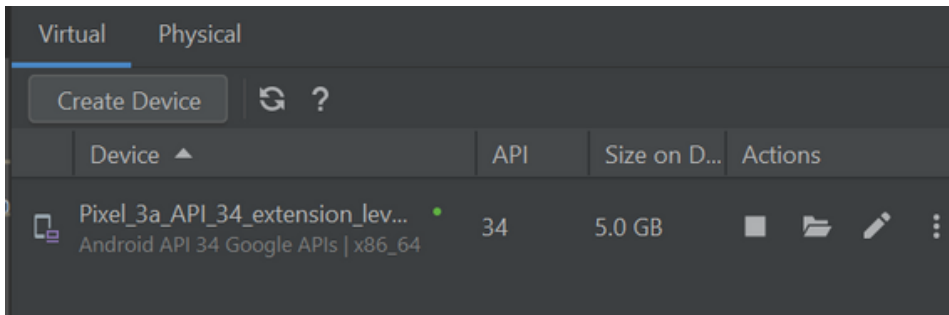 Virtual Physical
Create Device ?
Device API Size on D... Actions
Pixel_3a_API_34_extension_lev... 34 5.0 GB
Android API 34 Google APIs | x86_64